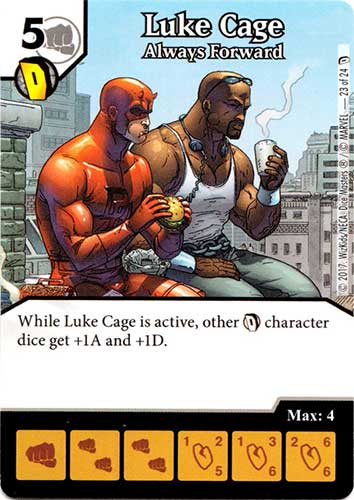 5
Luke Cage
Always Forward
© 2017. WizKids/NECA. Dice Masters ® © MARVEL — 23 of 24
While Luke Cage is active, other character
dice get +1A and +1D.
Max: 4
1 2 1 3 2 6
5 6 6